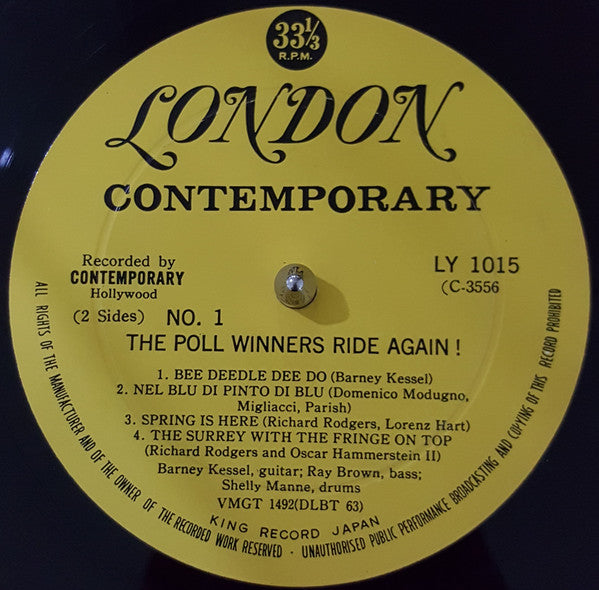 33⅓
R.P.M.
LONDON
CONTEMPORARY
Recorded by
CONTEMPORARY
Hollywood
LY 1015
(C-3556
(2 Sides) NO. 1
THE POLL WINNERS RIDE AGAIN !
1. BEE DEEDLE DEE DO (Barney Kessel)
2. NEL BLU DI PINTO DI BLU (Domenico Modugno,
Migliacci, Parish)
3. SPRING IS HERE (Richard Rodgers, Lorenz Hart)
4. THE SURREY WITH THE FRINGE ON TOP
(Richard Rodgers and Oscar Hammerstein II)
Barney Kessel, guitar; Ray Brown, bass;
Shelly Manne, drums
VMGT 1492(DLBT 63)
KING RECORD JAPAN
ALL RIGHTS OF THE MANUFACTURER AND OF THE OWNER OF THE RECORDED WORK RESERVED · UNAUTHORISED PUBLIC PERFORMANCE BROADCASTING AND COPYING OF THIS RECORD PROHIBITED